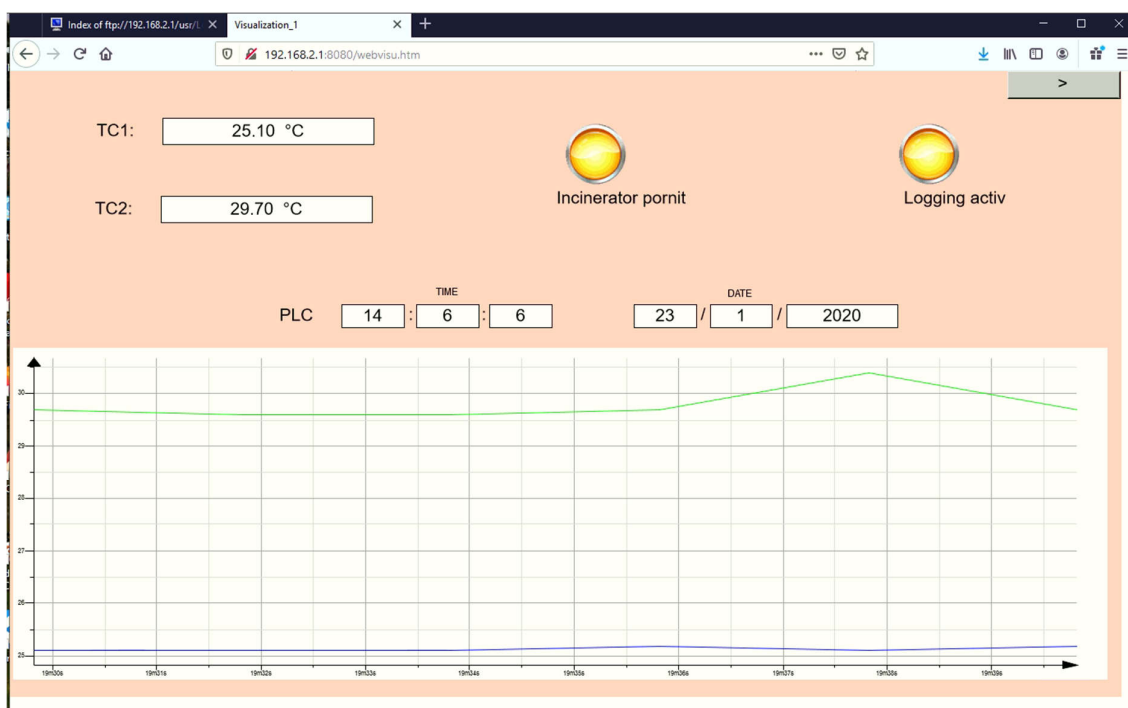 Index of ftp://192.168.2.1/usr/l
Visualization_1
192.168.2.1:8080/webvisu.htm
>
TC1: 25.10 °C
TC2: 29.70 °C
Incinerator pornit
Logging activ
TIME
DATE
PLC 14 : 6 : 6 23 / 1 / 2020
30
29
28
27
26
25
19m30s 19m31s 19m32s 19m33s 19m34s 19m35s 19m36s 19m37s 19m38s 19m39s